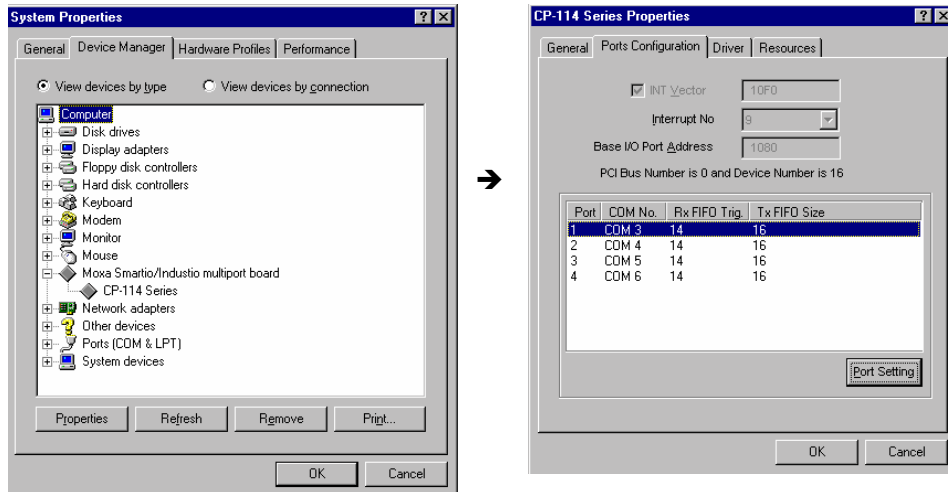 System Properties
General Device Manager Hardware Profiles Performance
View devices by type View devices by connection
Computer
Disk drives
Display adapters
Floppy disk controllers
Hard disk controllers
Keyboard
Modem
Monitor
Mouse
Moxa Smartio/Industio multiport board
CP-114 Series
Network adapters
Other devices
Ports (COM & LPT)
System devices
Properties Refresh Remove Print...
OK Cancel
CP-114 Series Properties
General Ports Configuration Driver Resources
INT Vector 10F0
Interrupt No 9
Base I/O Port Address 1080
PCI Bus Number is 0 and Device Number is 16
Port COM No. Rx FIFO Trig. Tx FIFO Size
1 COM 3 14 16
2 COM 4 14 16
3 COM 5 14 16
4 COM 6 14 16
Port Setting
OK Cancel